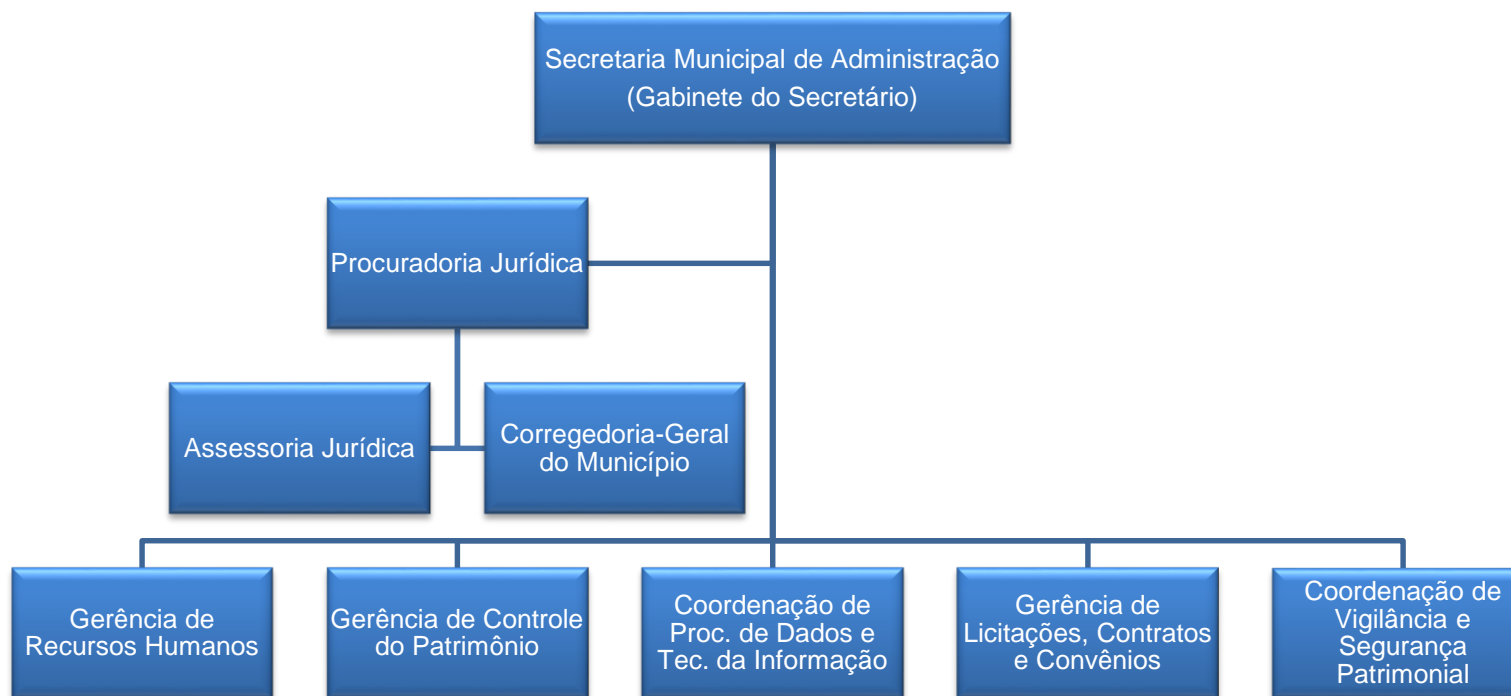 Secretaria Municipal de Administração
(Gabinete do Secretário)
Procuradoria Jurídica
Assessoria Jurídica
Corregedoria-Geral
do Município
Gerência de
Recursos Humanos
Gerência de Controle
do Patrimônio
Coordenação de
Proc. de Dados e
Tec. da Informação
Gerência de
Licitações, Contratos
e Convênios
Coordenação de
Vigilância e
Segurança
Patrimonial